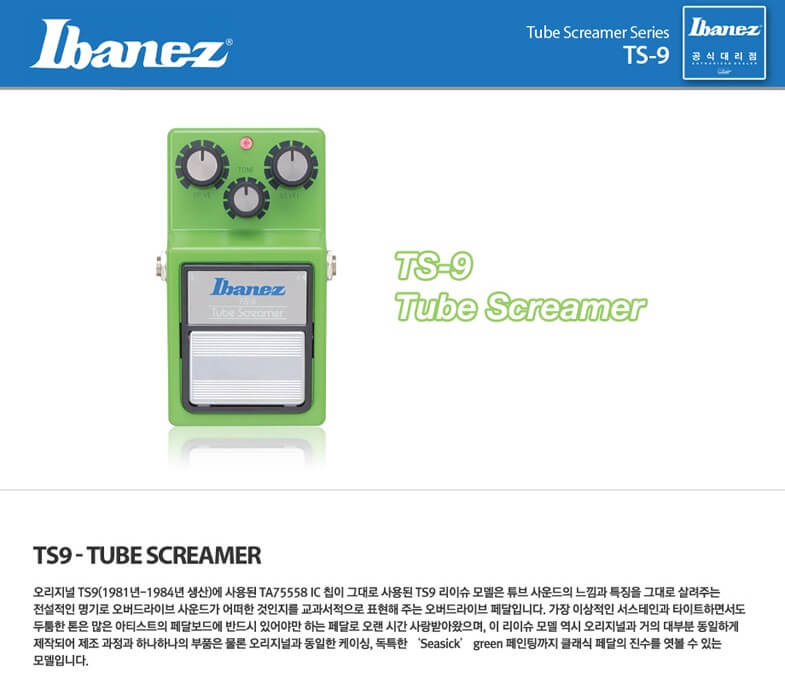 Ibanez®
Tube Screamer Series
TS-9
Ibanez
공식대리점
TONE
DRIVE
LEVEL
Ibanez
TS9
Tube Screamer
TS-9
Tube Screamer
TS9 - TUBE SCREAMER
오리지널 TS9(1981년-1984년 생산)에 사용된 TA75558 IC 칩이 그대로 사용된 TS9 리이슈 모델은 튜브 사운드의 느낌과 특징을 그대로 살려주는
전설적인 명기로 오버드라이브 사운드가 어떠한 것인지를 교과서적으로 표현해 주는 오버드라이브 페달입니다. 가장 이상적인 서스테인과 타이트하면서도
두툼한 톤은 많은 아티스트의 페달보드에 반드시 있어야만 하는 페달로 오랜 시간 사랑받아왔으며, 이 리이슈 모델 역시 오리지널과 거의 대부분 동일하게
제작되어 제조 과정과 하나하나의 부품은 물론 오리지널과 동일한 케이싱, 독특한 ‘Seasick’ green 페인팅까지 클래식 페달의 진수를 엿볼 수 있는
모델입니다.